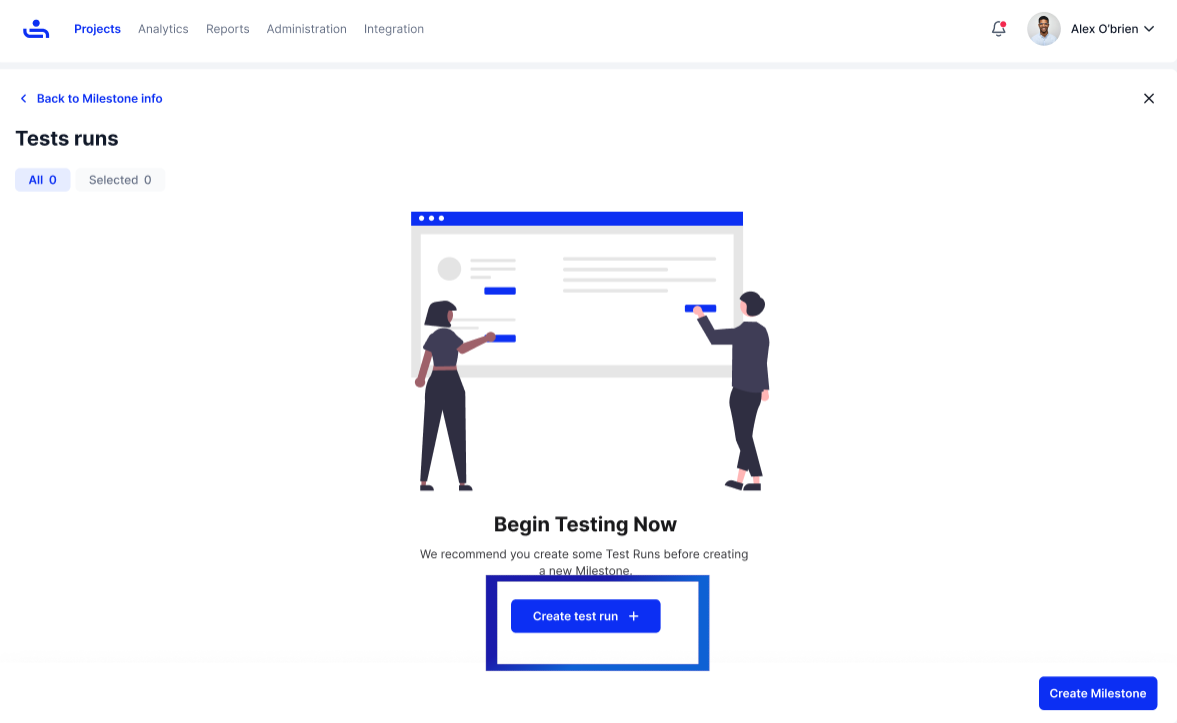 Projects Analytics Reports Administration Integration Alex O'brien
Back to Milestone info
Tests runs
All 0 Selected 0
Begin Testing Now
We recommend you create some Test Runs before creating
a new Milestone.
Create test run +
Create Milestone